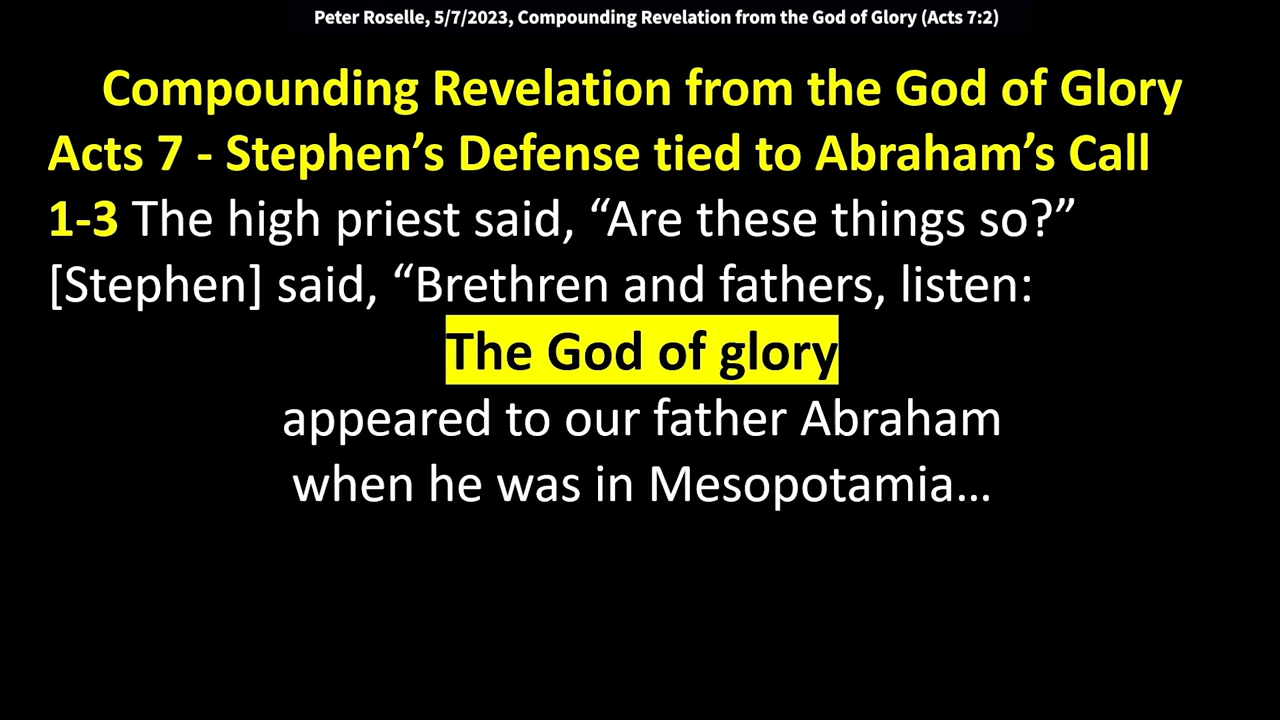 Peter Roselle, 5/7/2023, Compounding Revelation from the God of Glory (Acts 7:2)
Compounding Revelation from the God of Glory
Acts 7 - Stephen’s Defense tied to Abraham’s Call
1-3 The high priest said, “Are these things so?”
[Stephen] said, “Brethren and fathers, listen:
The God of glory
appeared to our father Abraham
when he was in Mesopotamia…